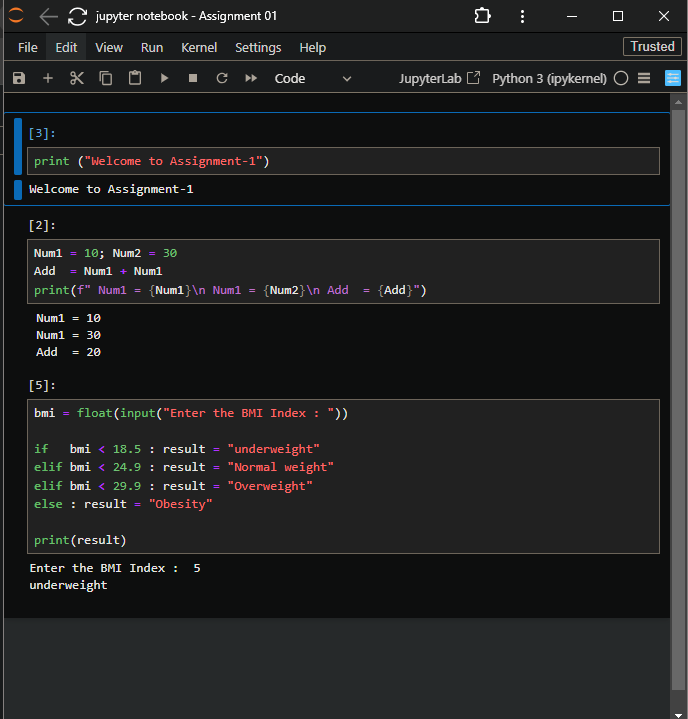 jupyter notebook - Assignment 01
File Edit View Run Kernel Settings Help Trusted
Code JupyterLab Python 3 (ipykernel)
[3]:
print ("Welcome to Assignment-1")
Welcome to Assignment-1
[2]:
Num1 = 10; Num2 = 30
Add  = Num1 + Num1
print(f" Num1 = {Num1}\n Num1 = {Num2}\n Add  = {Add}")
Num1 = 10
Num1 = 30
Add  = 20
[5]:
bmi = float(input("Enter the BMI Index : "))
if   bmi < 18.5 : result = "underweight"
elif bmi < 24.9 : result = "Normal weight"
elif bmi < 29.9 : result = "Overweight"
else : result = "Obesity"
print(result)
Enter the BMI Index :  5
underweight